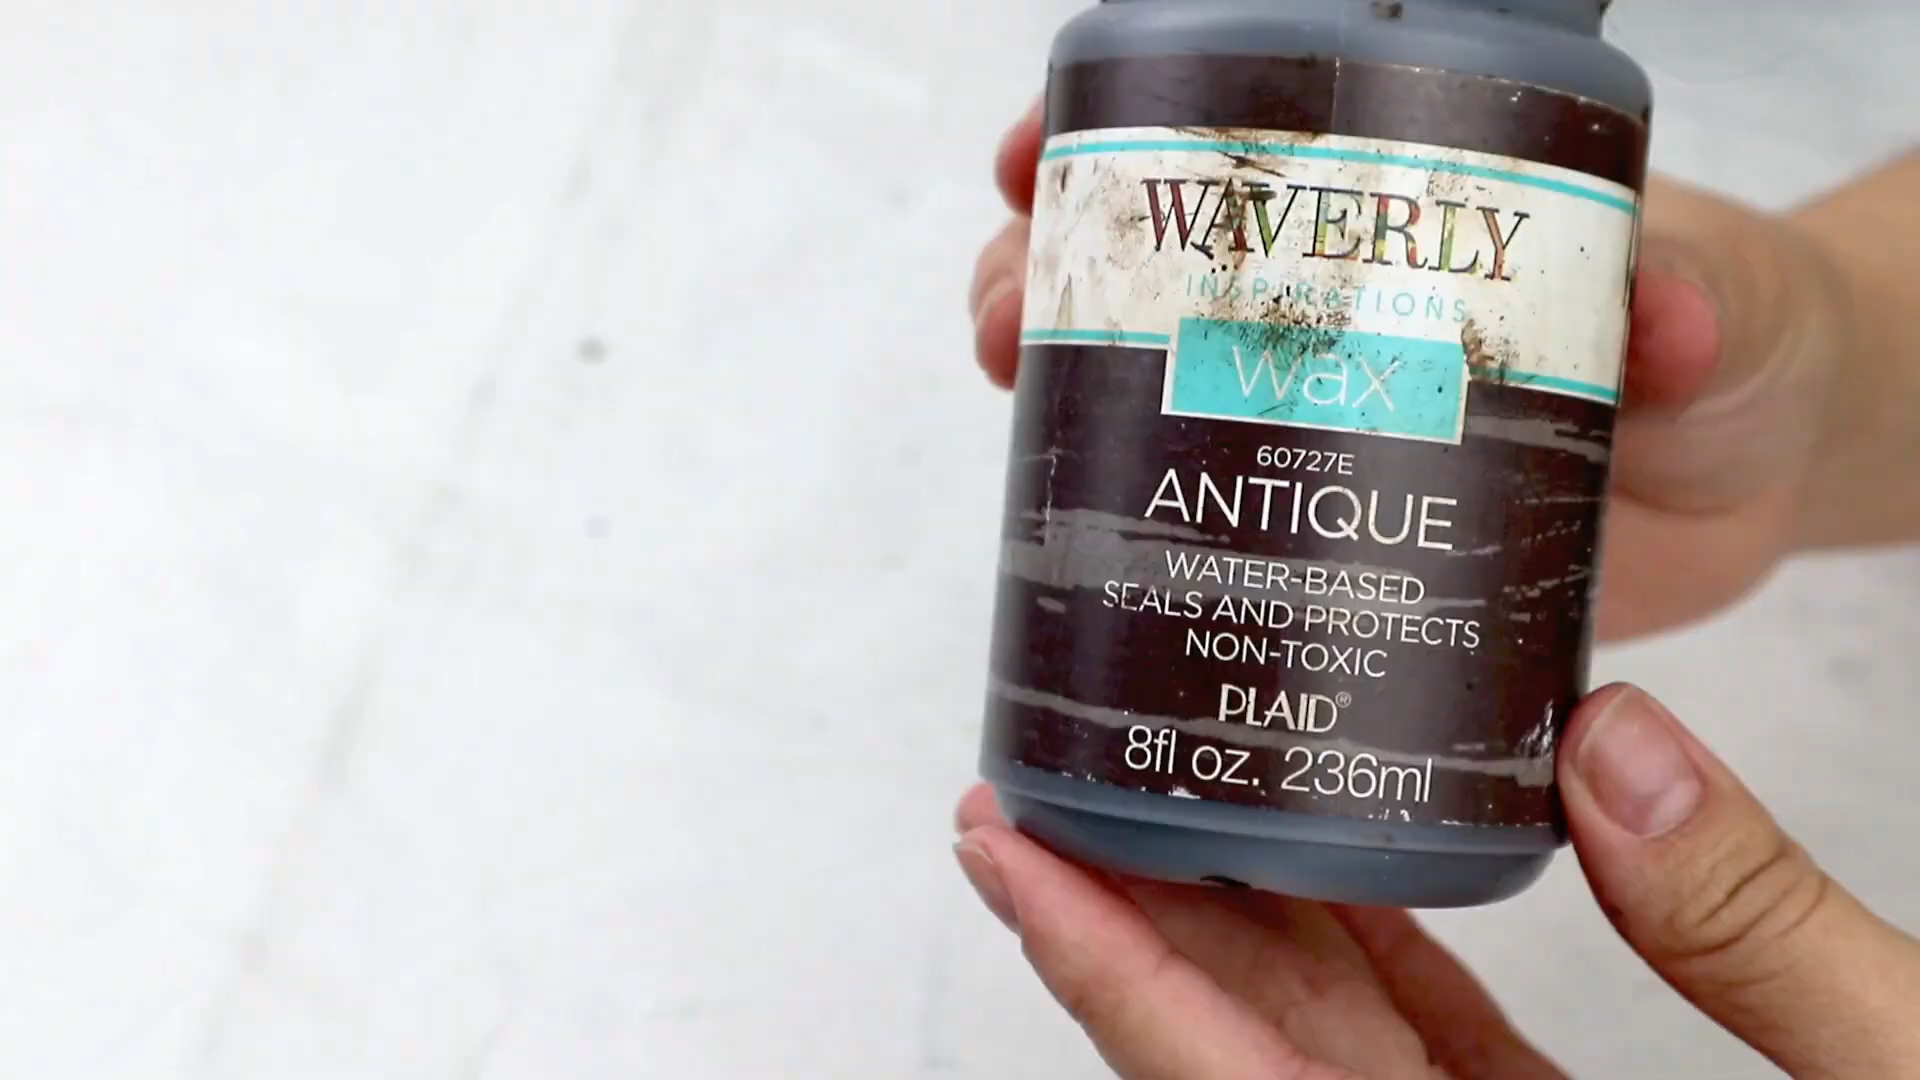 WAVERLY
INSPIRATIONS
wax
60727E
ANTIQUE
WATER-BASED
SEALS AND PROTECTS
NON-TOXIC
PLAID®
8fl oz. 236ml